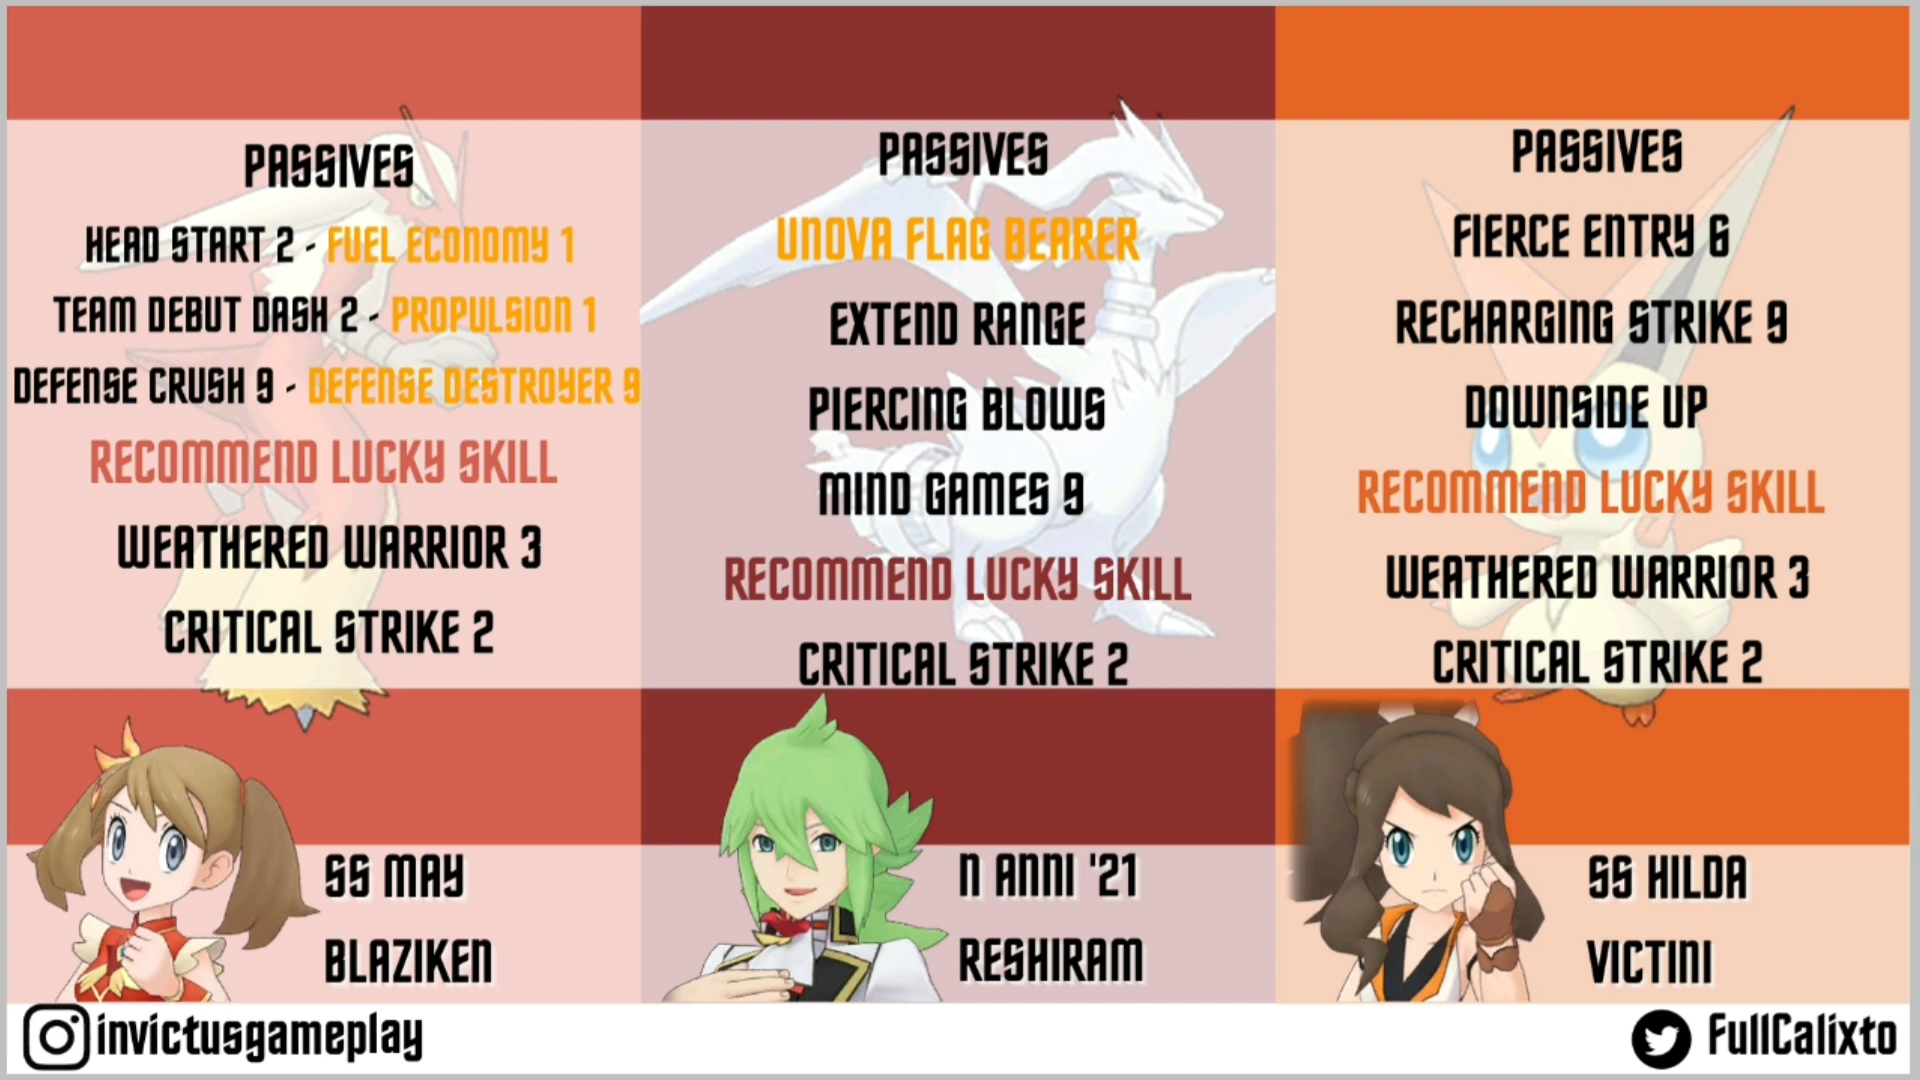 PASSIVES
HEAD START 2 - FUEL ECONOMY 1
TEAM DEBUT DASH 2 - PROPULSION 1
DEFENSE CRUSH 9 - DEFENSE DESTROYER 9
RECOMMEND LUCKY SKILL
WEATHERED WARRIOR 3
CRITICAL STRIKE 2
SS MAY
BLAZIKEN
PASSIVES
UNOVA FLAG BEARER
EXTEND RANGE
PIERCING BLOWS
MIND GAMES 9
RECOMMEND LUCKY SKILL
CRITICAL STRIKE 2
N ANNI '21
RESHIRAM
PASSIVES
FIERCE ENTRY 6
RECHARGING STRIKE 9
DOWNSIDE UP
RECOMMEND LUCKY SKILL
WEATHERED WARRIOR 3
CRITICAL STRIKE 2
SS HILDA
VICTINI
invictusgameplay
FullCalixto